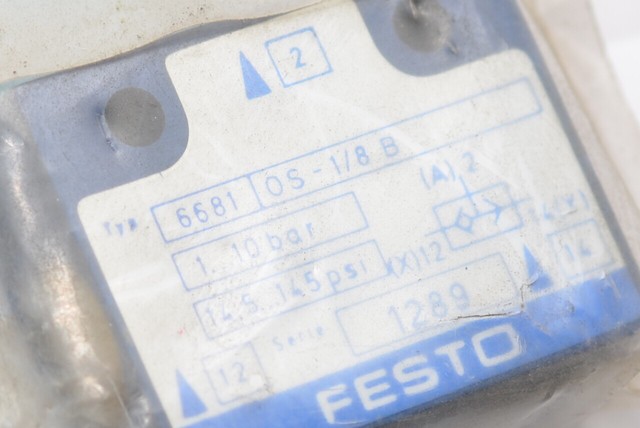 2
Typ 6681 OS-1/8 B
(A) 2
1..10 bar
14(Y)
14,5..145 psi
(X)12
14
Serie 1289
12
FESTO